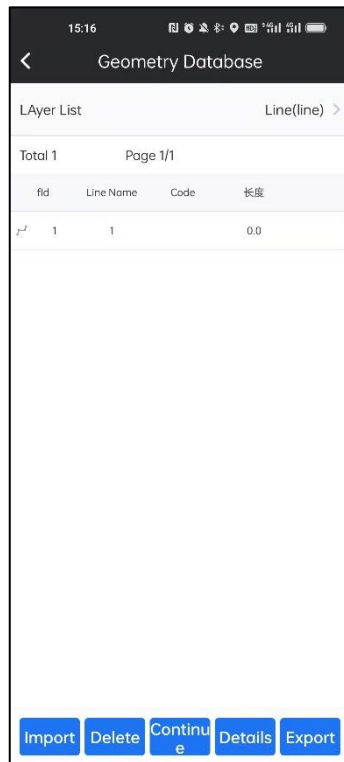 15:16
Geometry Database
LAyer List Line(line)
Total 1 Page 1/1
fId Line Name Code 长度
1 1 0.0
Import Delete Continu
e Details Export